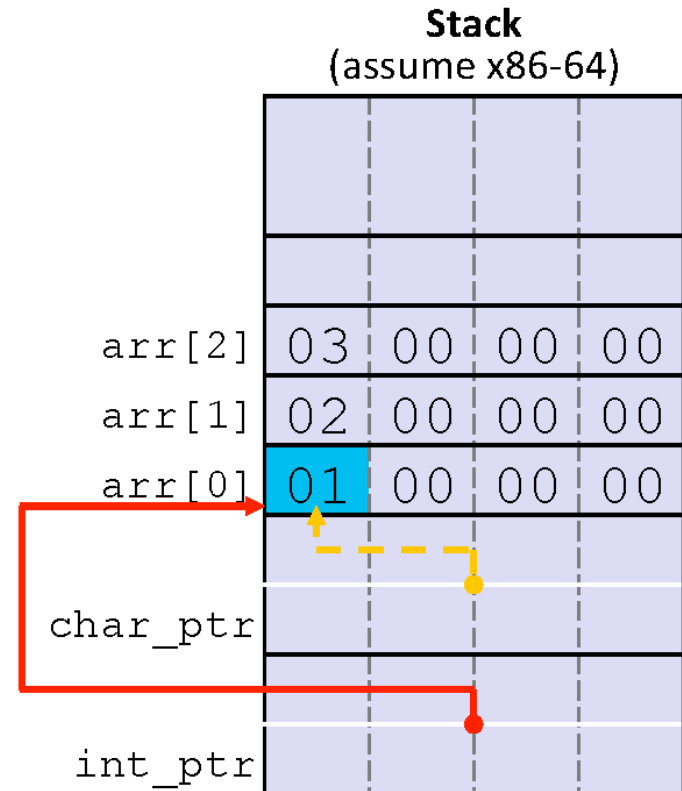 Stack
(assume x86-64)
arr[2] 03 00 00 00
arr[1] 02 00 00 00
arr[0] 01 00 00 00
char_ptr
int_ptr